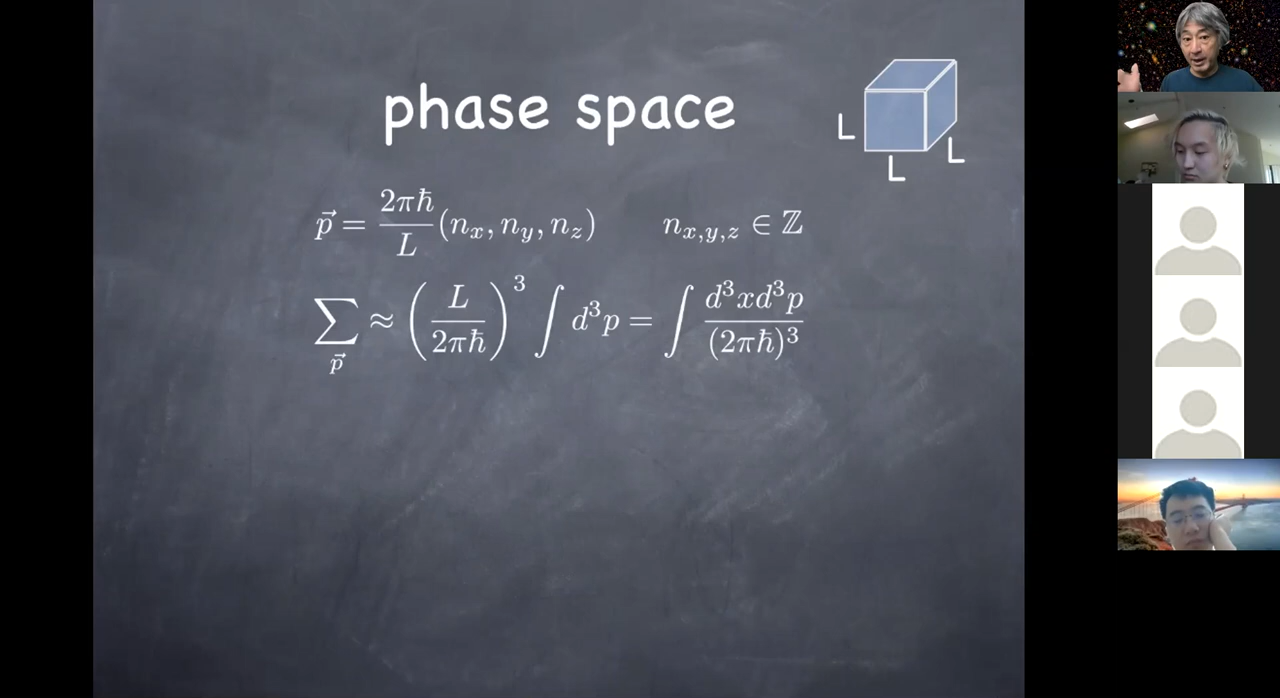 phase space
L
L
L
$\vec{p} = \frac{2\pi\hbar}{L}(n_x, n_y, n_z) \qquad n_{x,y,z} \in \mathbb{Z}$
$\sum_{\vec{p}} \approx \left(\frac{L}{2\pi\hbar}\right)^3 \int d^3p = \int \frac{d^3x d^3p}{(2\pi\hbar)^3}$